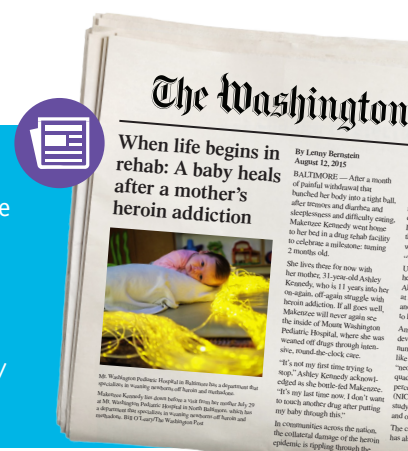 e
y
The Washington
When life begins in
rehab: A baby heals
after a mother's
heroin addiction
Mt. Washington Pediatric Hospital in Baltimore has a department that
specializes in weaning newborns off heroin and methadone.
Makenzee Kennedy lies down before a visit from her mother July 29
at Mt. Washington Pediatric Hospital in North Baltimore, which has
a department that specializes in weaning newborns off heroin and
methadone. Bill O'Leary/The Washington Post
By Lenny Bernstein
August 12, 2015
BALTIMORE — After a month
of painful withdrawal that
bunched her body into a tight ball,
after tremors and diarrhea and
sleeplessness and difficulty eating,
Makenzee Kennedy went home
to her bed in a drug rehab facility
to celebrate a milestone: turning
2 months old.
She lives there for now with
her mother, 31-year-old Ashley
Kennedy, who is 11 years into her
on-again, off-again struggle with
heroin addiction. If all goes well,
Makenzee will never again see
the inside of Mount Washington
Pediatric Hospital, where she was
weaned off drugs through inten-
sive, round-the-clock care.
"It's not my first time trying to
stop," Ashley Kennedy acknowl-
edged as she bottle-fed Makenzee.
"It's my last time now. I don't want
to touch another drug after putting
my baby through this."
In communities across the nation,
the collateral damage of the heroin
epidemic is rippling through the